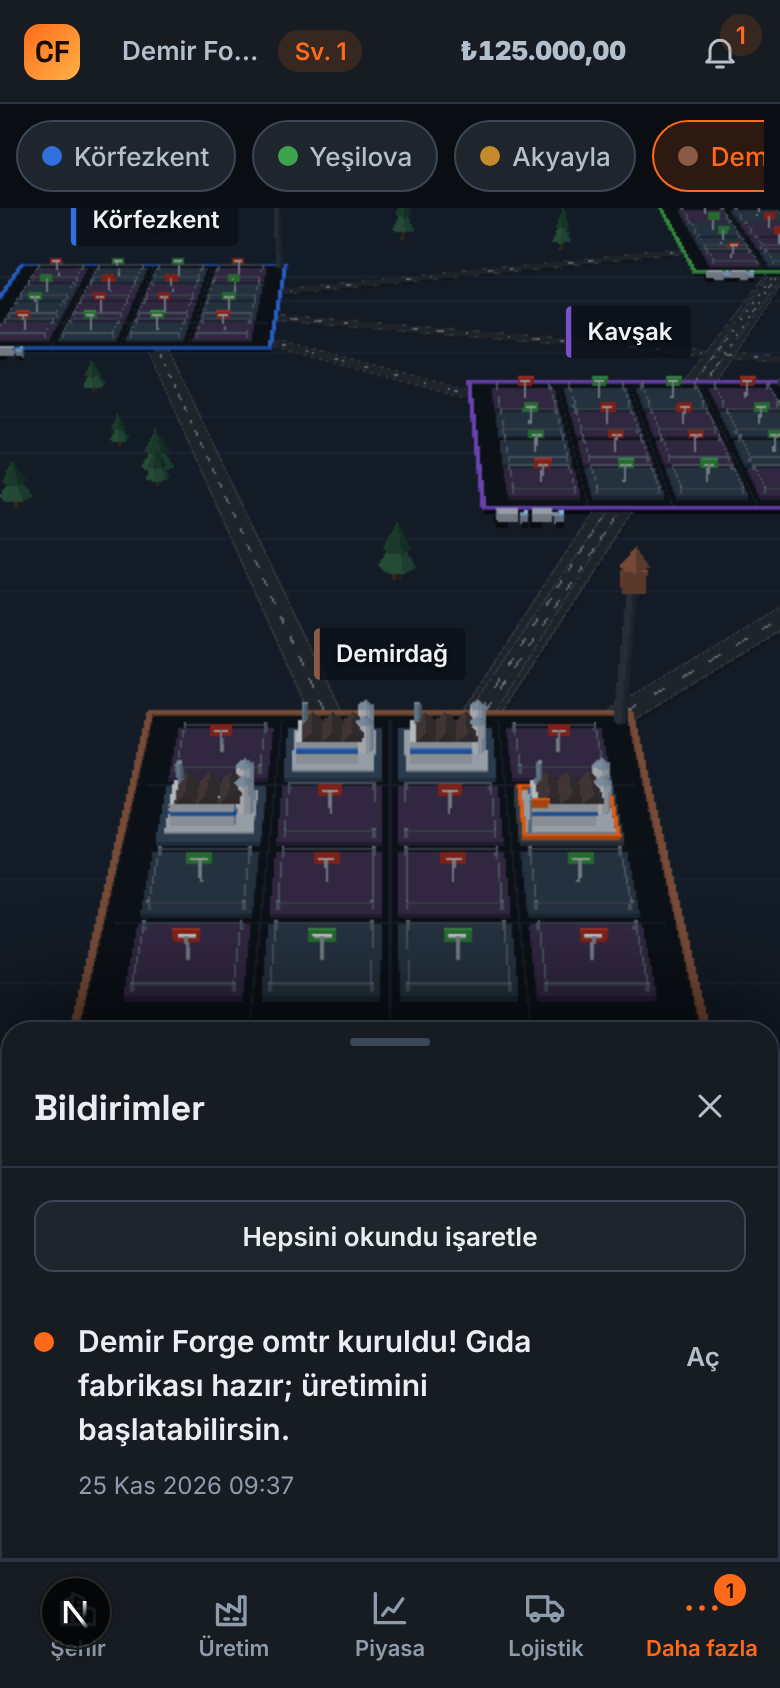 CF
Demir Fo...
Sv. 1
₺125.000,00
1
Körfezkent
Yeşilova
Akyayla
Dem
Körfezkent
Kavşak
Demirdağ
Bildirimler
Hepsini okundu işaretle
Demir Forge omtr kuruldu! Gıda
fabrikası hazır; üretimini
başlatabilirsin.
Aç
25 Kas 2026 09:37
N
1
Şehir
Üretim
Piyasa
Lojistik
Daha fazla